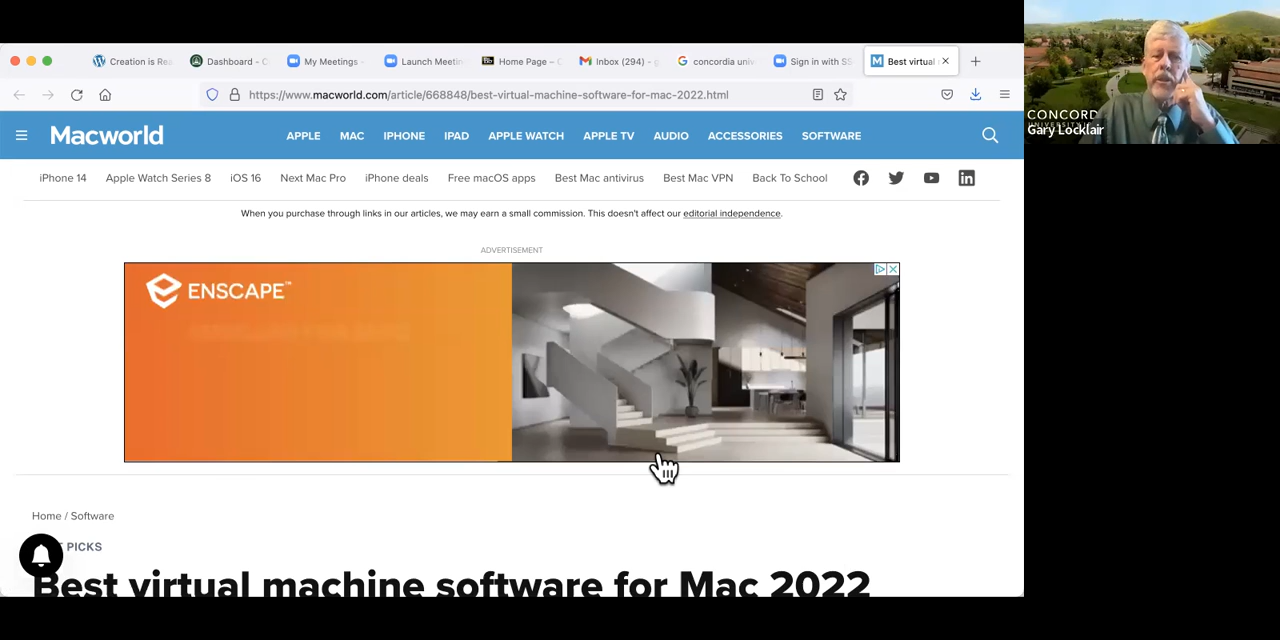 Creation is Rea
Dashboard - C
My Meetings -
Launch Meetin
Home Page - C
Inbox (294) - g
concordia univ
Sign in with SS
Best virtual
https://www.macworld.com/article/668848/best-virtual-machine-software-for-mac-2022.html
Macworld
APPLE MAC IPHONE IPAD APPLE WATCH APPLE TV AUDIO ACCESSORIES SOFTWARE
iPhone 14 Apple Watch Series 8 iOS 16 Next Mac Pro iPhone deals Free macOS apps Best Mac antivirus Best Mac VPN Back To School
When you purchase through links in our articles, we may earn a small commission. This doesn't affect our editorial independence.
ADVERTISEMENT
ENSCAPE™
Home / Software
PICKS
Best virtual machine software for Mac 2022
CONCORD
Gary Locklair